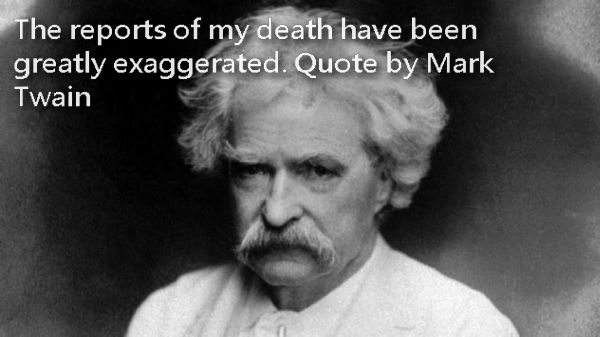 The reports of my death have been
greatly exaggerated. Quote by Mark
Twain